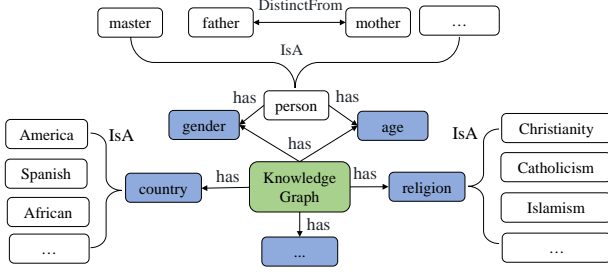 DistinctFrom
master
father
mother
…
IsA
has
person
has
gender
has
age
America
IsA
IsA
Christianity
Spanish
has
Knowledge
Graph
has
Catholicism
country
religion
African
Islamism
has
…
...
…